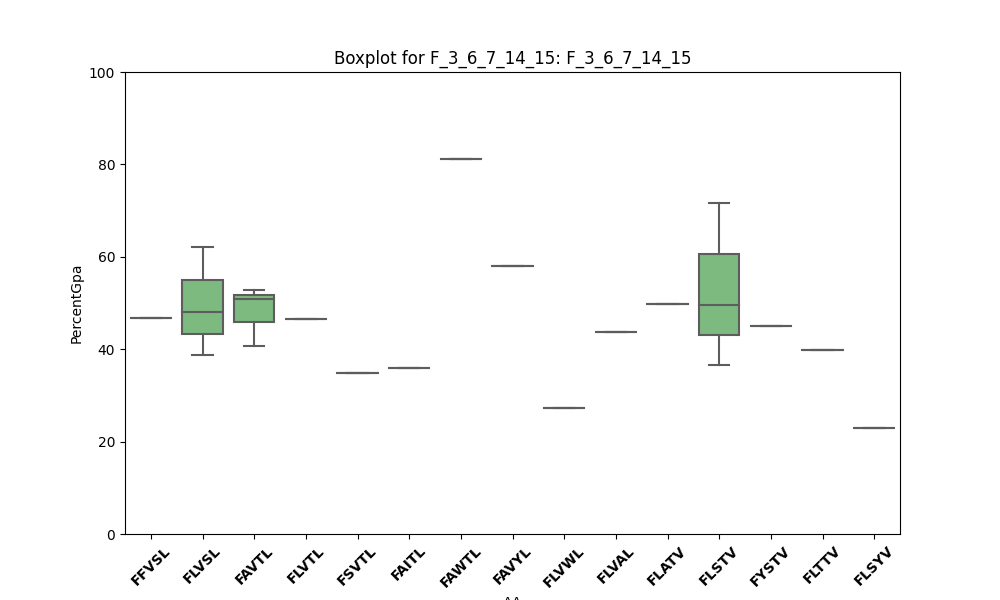 Boxplot for F_3_6_7_14_15: F_3_6_7_14_15
PercentGpa
100
80
60
40
20
0
FFVSL
FLVSL
FAVTL
FLVTL
FSVTL
FAITL
FAWTL
FAVYL
FLVWL
FLVAL
FLATV
FLSTV
FYSTV
FLTTV
FLSYV